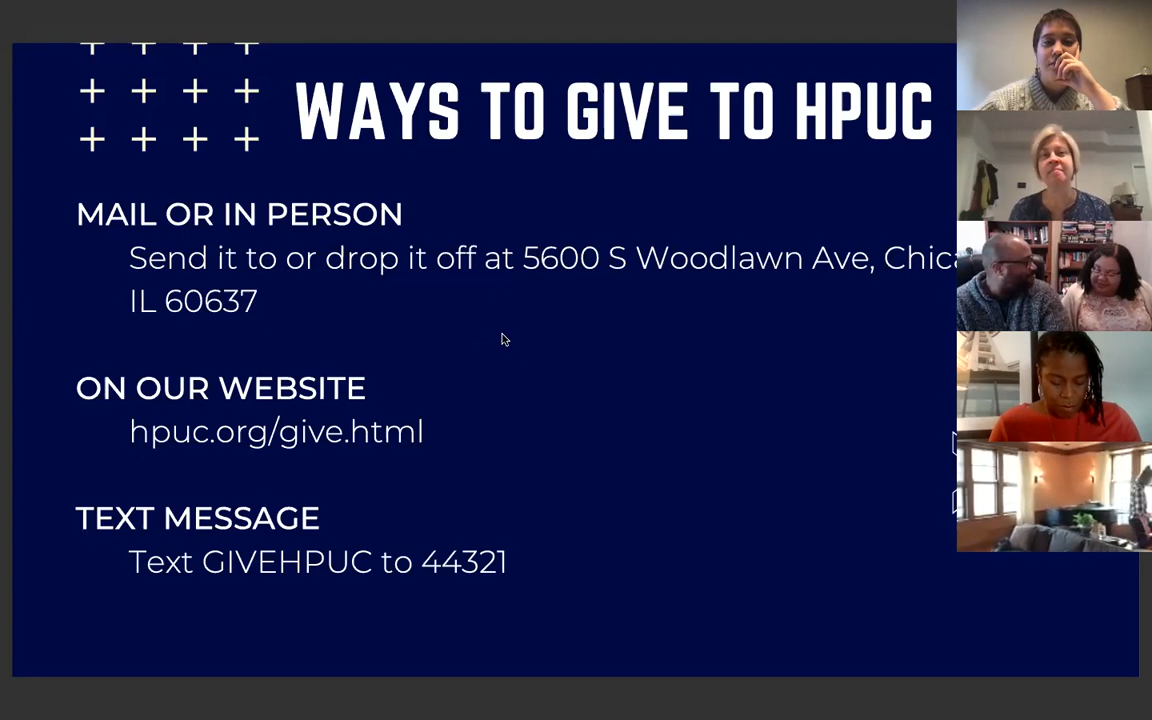 WAYS TO GIVE TO HPUC
MAIL OR IN PERSON
Send it to or drop it off at 5600 S Woodlawn Ave,
IL 60637
ON OUR WEBSITE
hpuc.org/give.html
TEXT MESSAGE
Text GIVEHPUC to 44321